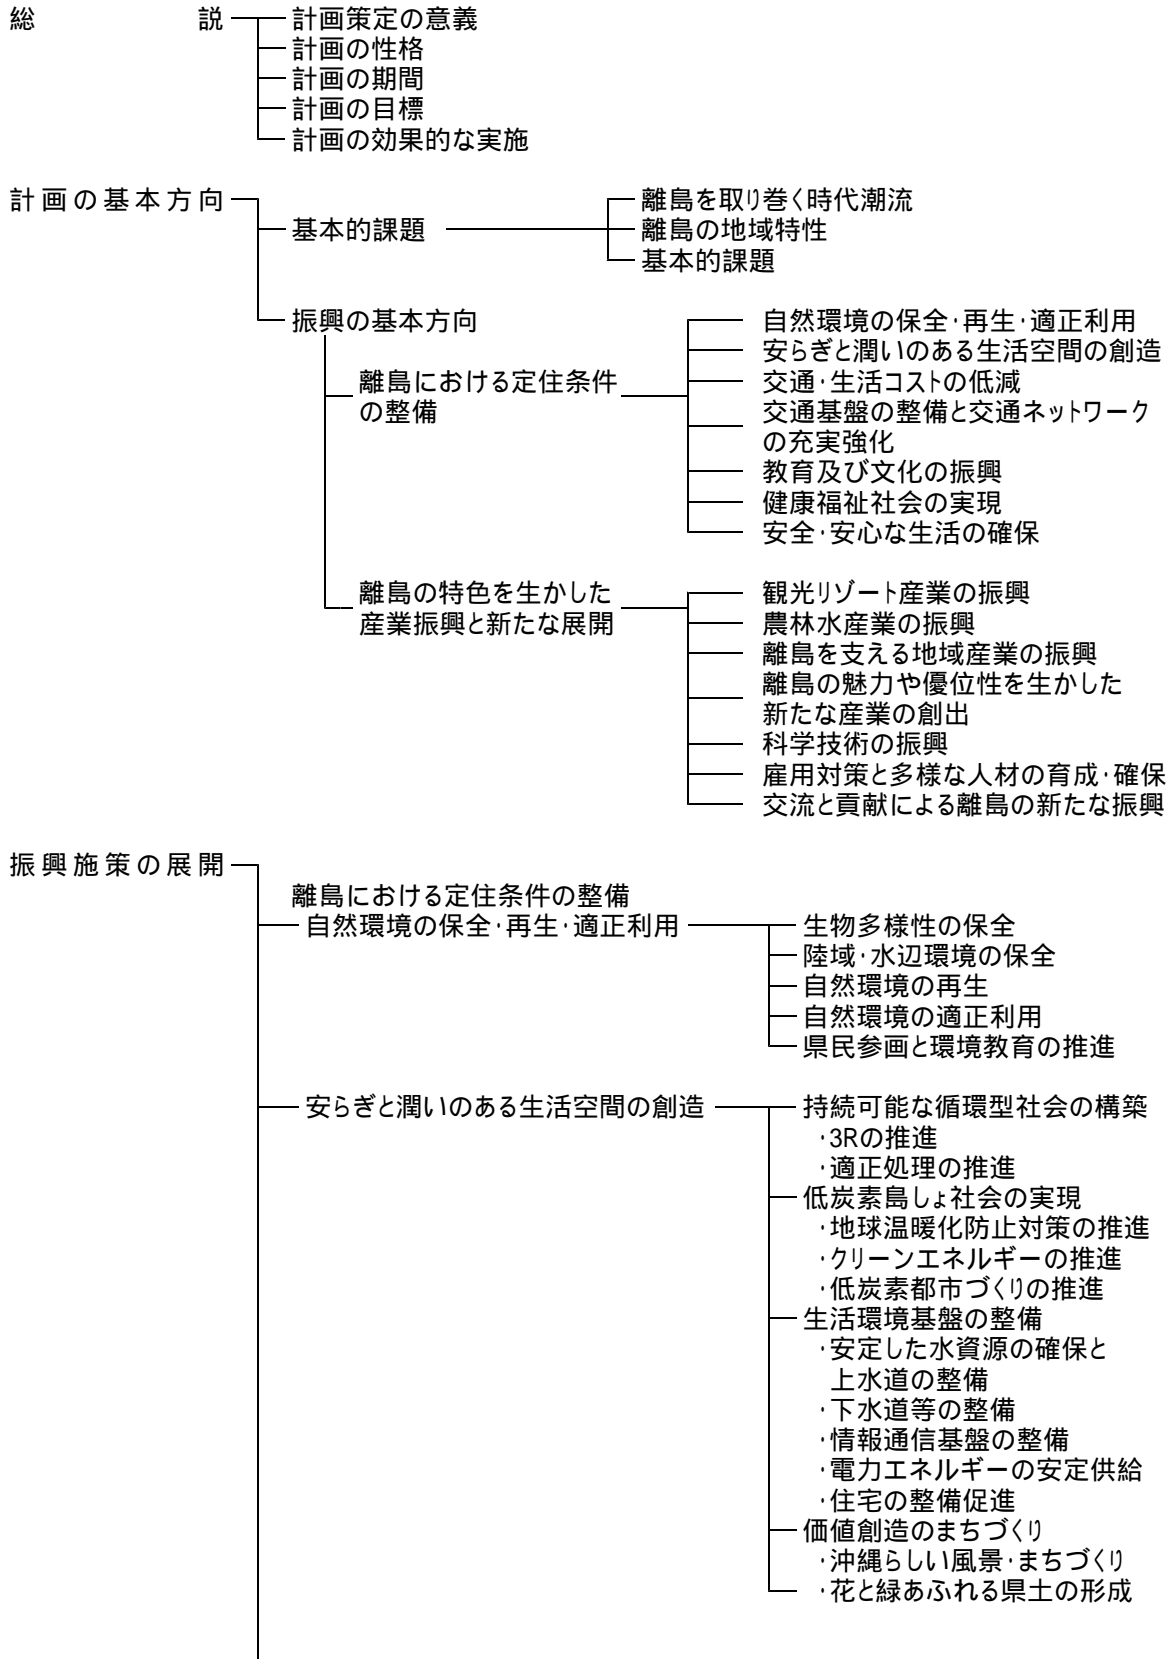 総説
計画策定の意義
計画の性格
計画の期間
計画の目標
計画の効果的な実施
計画の基本方向
基本的課題
離島を取り巻く時代潮流
離島の地域特性
基本的課題
振興の基本方向
離島における定住条件
の整備
自然環境の保全・再生・適正利用
安らぎと潤いのある生活空間の創造
交通・生活コストの低減
交通基盤の整備と交通ネットワーク
の充実強化
教育及び文化の振興
健康福祉社会の実現
安全・安心な生活の確保
離島の特色を生かした
産業振興と新たな展開
観光リゾート産業の振興
農林水産業の振興
離島を支える地域産業の振興
離島の魅力や優位性を生かした
新たな産業の創出
科学技術の振興
雇用対策と多様な人材の育成・確保
交流と貢献による離島の新たな振興
振興施策の展開
離島における定住条件の整備
自然環境の保全・再生・適正利用
生物多様性の保全
陸域・水辺環境の保全
自然環境の再生
自然環境の適正利用
県民参画と環境教育の推進
安らぎと潤いのある生活空間の創造
持続可能な循環型社会の構築
・3Rの推進
・適正処理の推進
低炭素島しょ社会の実現
・地球温暖化防止対策の推進
・クリーンエネルギーの推進
・低炭素都市づくりの推進
生活環境基盤の整備
・安定した水資源の確保と
上水道の整備
・下水道等の整備
・情報通信基盤の整備
・電力エネルギーの安定供給
・住宅の整備促進
価値創造のまちづくり
・沖縄らしい風景・まちづくり
・花と緑あふれる県土の形成